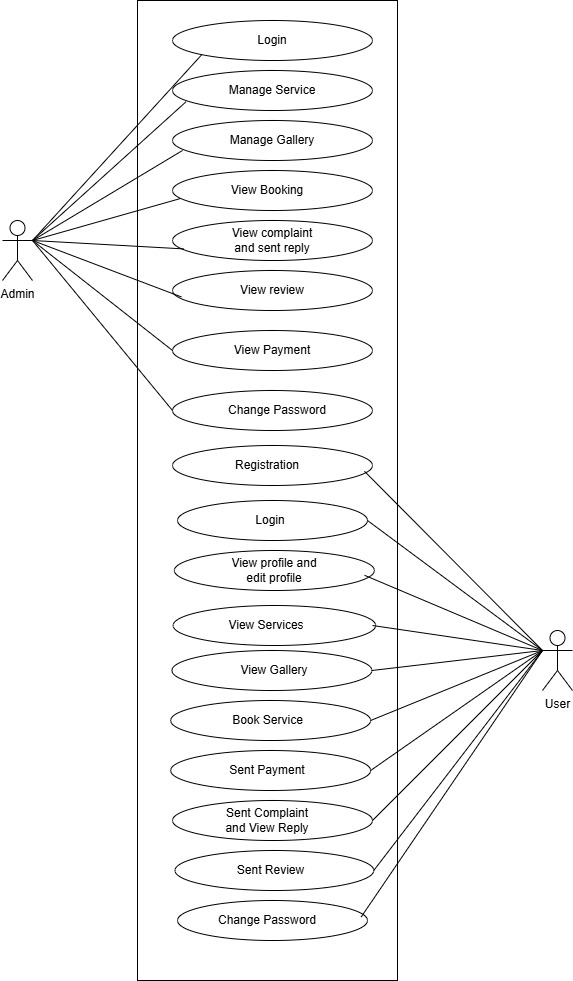 Login
Manage Service
Manage Gallery
View Booking
View complaint
and sent reply
View review
Admin
View Payment
Change Password
Registration
Login
View profile and
edit profile
View Services
View Gallery
User
Book Service
Sent Payment
Sent Complaint
and View Reply
Sent Review
Change Password